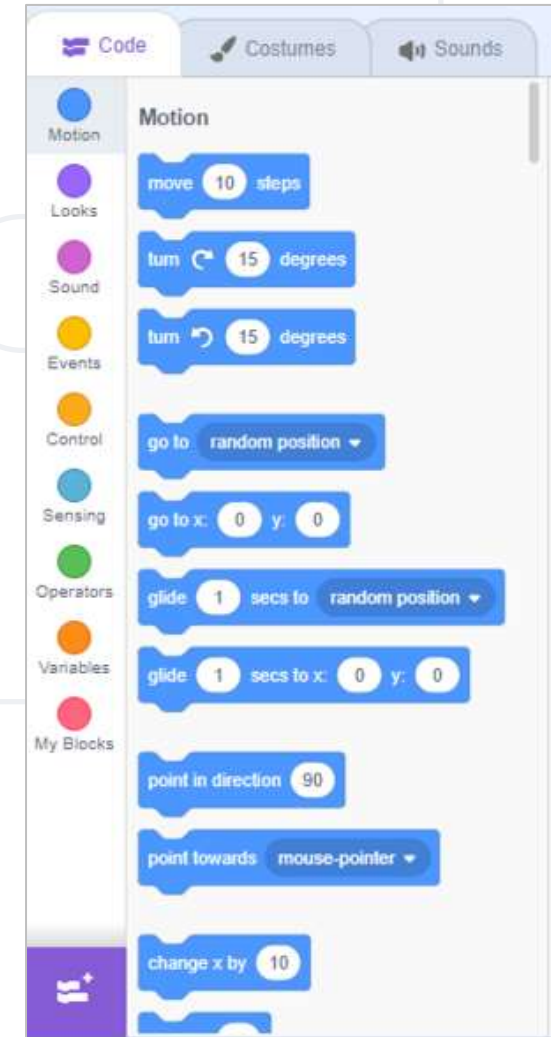 Code
Costumes
Sounds
Motion
Looks
Sound
Events
Control
Sensing
Operators
Variables
My Blocks
Motion
move 10 steps
turn 15 degrees
turn 15 degrees
go to random position
go to x: 0 y: 0
glide 1 secs to random position
glide 1 secs to x: 0 y: 0
point in direction 90
point towards mouse-pointer
change x by 10